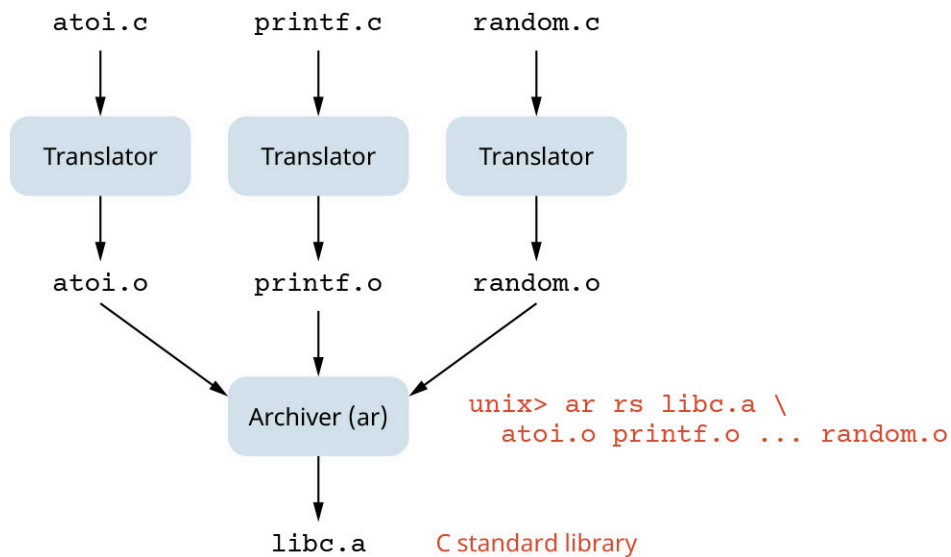 atoi.c
printf.c
random.c
Translator
Translator
Translator
atoi.o
printf.o
random.o
Archiver (ar)
unix> ar rs libc.a \
atoi.o printf.o ... random.o
libc.a
C standard library